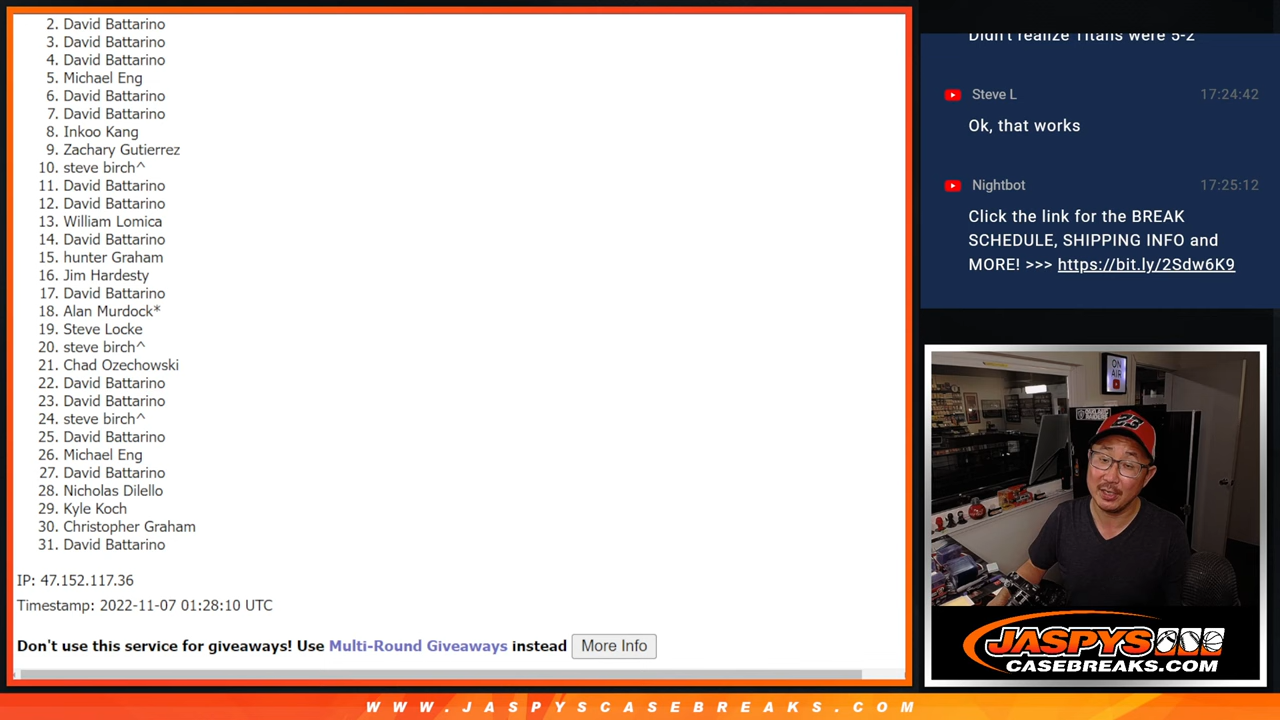 2. David Battarino
3. David Battarino
4. David Battarino
5. Michael Eng
6. David Battarino
7. David Battarino
8. Inkoo Kang
9. Zachary Gutierrez
10. steve birch^
11. David Battarino
12. David Battarino
13. William Lomica
14. David Battarino
15. hunter Graham
16. Jim Hardesty
17. David Battarino
18. Alan Murdock*
19. Steve Locke
20. steve birch^
21. Chad Ozechowski
22. David Battarino
23. David Battarino
24. steve birch^
25. David Battarino
26. Michael Eng
27. David Battarino
28. Nicholas Dilello
29. Kyle Koch
30. Christopher Graham
31. David Battarino
IP: 47.152.117.36
Timestamp: 2022-11-07 01:28:10 UTC
Don't use this service for giveaways! Use Multi-Round Giveaways instead More Info
Didn't realize Titans were 5-2
Steve L 17:24:42
Ok, that works
Nightbot 17:25:12
Click the link for the BREAK
SCHEDULE, SHIPPING INFO and
MORE! >>> https://bit.ly/2Sdw6K9
ON
AIR
JASPYS
CASEBREAKS.COM
WWW.JASPYSCASEBREAKS.COM